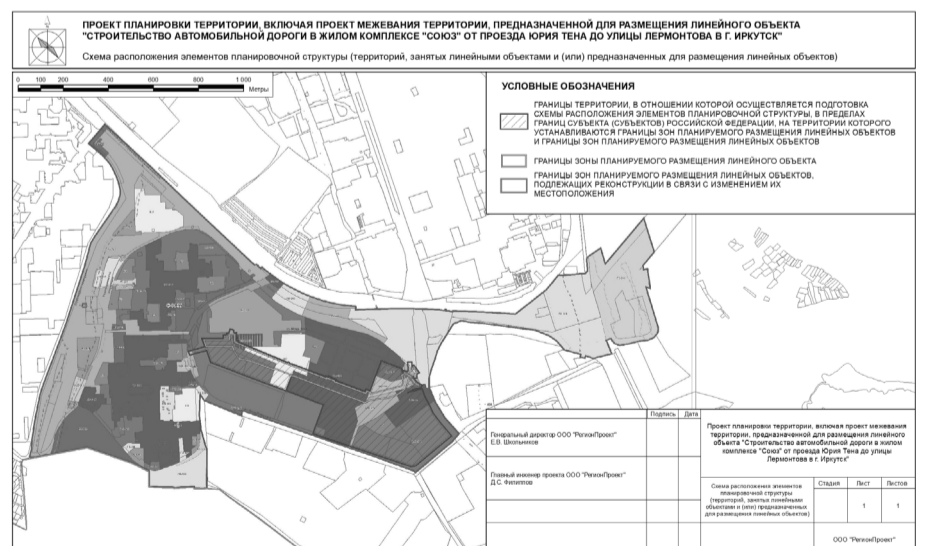 ПРОЕКТ ПЛАНИРОВКИ ТЕРРИТОРИИ, ВКЛЮЧАЯ ПРОЕКТ МЕЖЕВАНИЯ ТЕРРИТОРИИ, ПРЕДНАЗНАЧЕННОЙ ДЛЯ РАЗМЕЩЕНИЯ ЛИНЕЙНОГО ОБЪЕКТА
"СТРОИТЕЛЬСТВО АВТОМОБИЛЬНОЙ ДОРОГИ В ЖИЛОМ КОМПЛЕКСЕ "СОЮЗ" ОТ ПРОЕЗДА ЮРИЯ ТЕНА ДО УЛИЦЫ ЛЕРМОНТОВА В Г. ИРКУТСК"
Схема расположения элементов планировочной структуры (территорий, занятых линейными объектами и (или) предназначенных для размещения линейных объектов)
0 100 200 400 600 800 1 000
Метры
УСЛОВНЫЕ ОБОЗНАЧЕНИЯ
ГРАНИЦЫ ТЕРРИТОРИИ, В ОТНОШЕНИИ КОТОРОЙ ОСУЩЕСТВЛЯЕТСЯ ПОДГОТОВКА
СХЕМЫ РАСПОЛОЖЕНИЯ ЭЛЕМЕНТОВ ПЛАНИРОВОЧНОЙ СТРУКТУРЫ, В ПРЕДЕЛАХ
ГРАНИЦ СУБЪЕКТА (СУБЪЕКТОВ) РОССИЙСКОЙ ФЕДЕРАЦИИ, НА ТЕРРИТОРИИ КОТОРОГО
УСТАНАВЛИВАЮТСЯ ГРАНИЦЫ ЗОН ПЛАНИРУЕМОГО РАЗМЕЩЕНИЯ ЛИНЕЙНЫХ ОБЪЕКТОВ
И ГРАНИЦЫ ЗОН ПЛАНИРУЕМОГО РАЗМЕЩЕНИЯ ЛИНЕЙНЫХ ОБЪЕКТОВ
ГРАНИЦЫ ЗОНЫ ПЛАНИРУЕМОГО РАЗМЕЩЕНИЯ ЛИНЕЙНОГО ОБЪЕКТА
ГРАНИЦЫ ЗОН ПЛАНИРУЕМОГО РАЗМЕЩЕНИЯ ЛИНЕЙНЫХ ОБЪЕКТОВ,
ПОДЛЕЖАЩИХ РЕКОНСТРУКЦИИ В СВЯЗИ С ИЗМЕНЕНИЕМ ИХ
МЕСТОПОЛОЖЕНИЯ
Подпись Дата
Генеральный директор ООО "РегионПроект"
Е.В. Школьников
Главный инженер проекта ООО "РегионПроект"
Д.С. Филиппов
Проект планировки территории, включая проект межевания
территории, предназначенной для размещения линейного
объекта "Строительство автомобильной дороги в жилом
комплексе "Союз" от проезда Юрия Тена до улицы
Лермонтова в г. Иркутск"
Схема расположения элементов
планировочной структуры
(территорий, занятых линейными
объектами и (или) предназначенных
для размещения линейных объектов)
Стадия Лист Листов
1 1
ООО "РегионПроект"